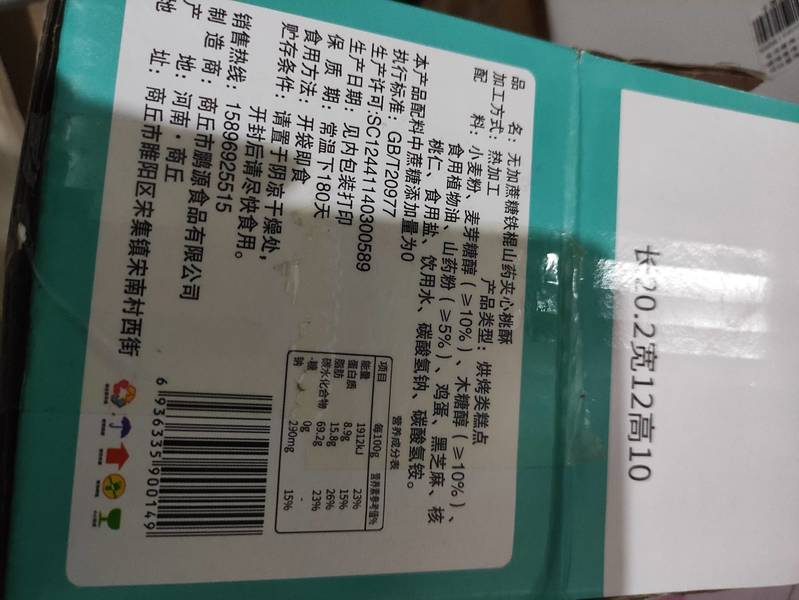 长20.2宽12高10
品 名：无加蔗糖铁棍山药夹心桃酥
加工方式：热加工 产品类型：烘烤类糕点
配 料：小麦粉、麦芽糖醇（≥10%）、木糖醇（≥10%）、
食用植物油、山药粉（≥5%）、鸡蛋、黑芝麻、核
桃仁、食用盐、饮用水、碳酸氢钠、碳酸氢铵。
本产品配料中蔗糖添加量为0
执行标准：GB/T20977
生产许可:SC12441140300589
生产日期：见内包装打印
保 质 期：常温下180天
食用方法：开袋即食
贮存条件：请置于阴凉干燥处，
开封后请尽快食用。
销售热线：15896925515
制 造 商：商丘市鹏源食品有限公司
产 地：河南·商丘
地 址：商丘市睢阳区宋集镇宋南村西街
营养成分表
项目 每100g 营养素参考值%
能量 1912kJ 23%
蛋白质 8.9g 15%
脂肪 15.8g 26%
碳水化合物 69.2g 23%
-糖 0g -
钠 290mg 15%
6 936335 900149